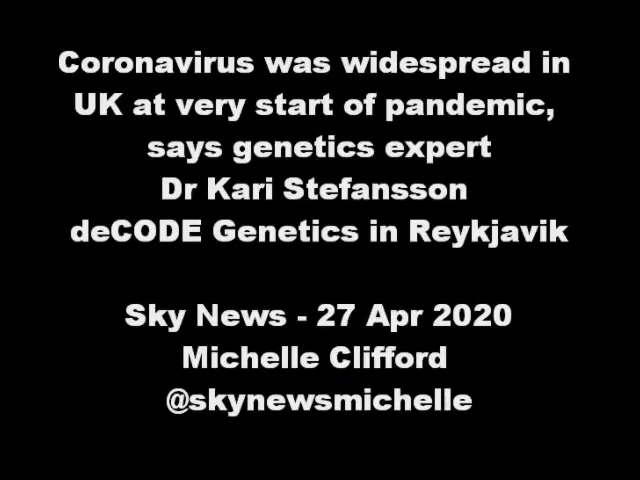 Coronavirus was widespread in
UK at very start of pandemic,
says genetics expert
Dr Kari Stefansson
deCODE Genetics in Reykjavik
Sky News - 27 Apr 2020
Michelle Clifford
@skynewsmichelle